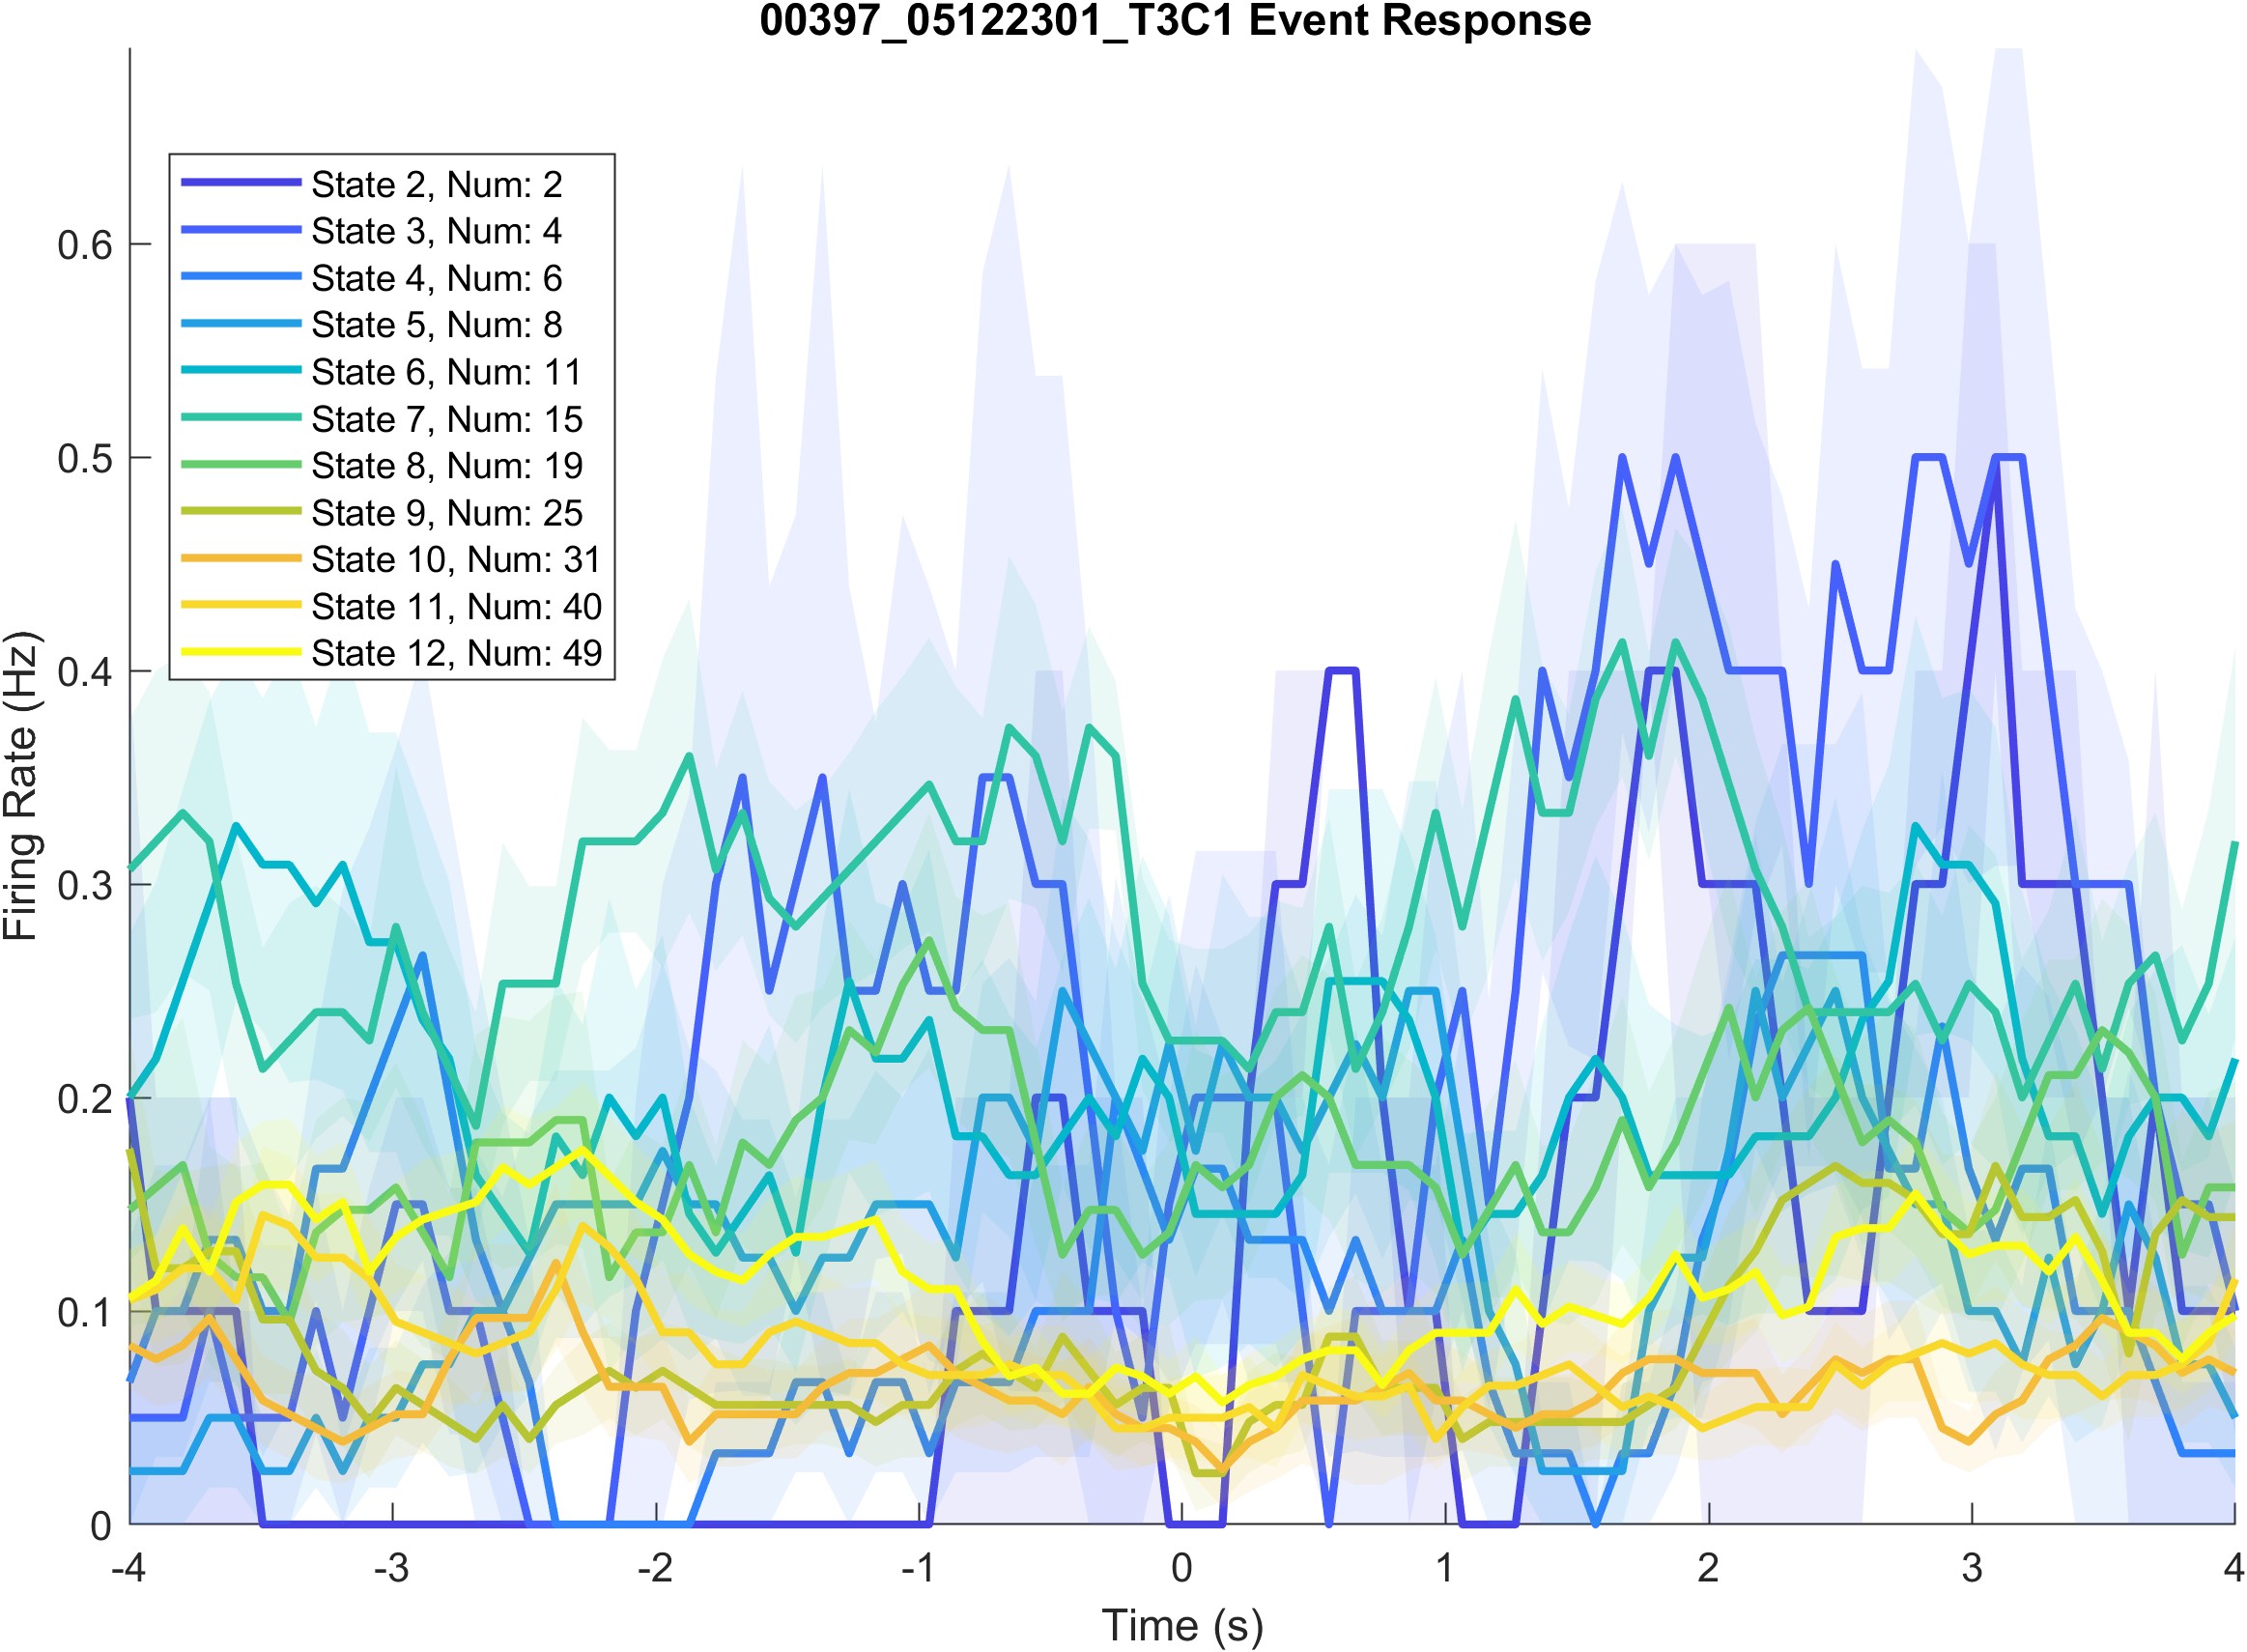 00397_05122301_T3C1 Event Response
State 2, Num: 2
State 3, Num: 4
State 4, Num: 6
State 5, Num: 8
State 6, Num: 11
State 7, Num: 15
State 8, Num: 19
State 9, Num: 25
State 10, Num: 31
State 11, Num: 40
State 12, Num: 49
Firing Rate (Hz)
0.6
0.5
0.4
0.3
0.2
0.1
0
-4 -3 -2 -1 0 1 2 3 4
Time (s)